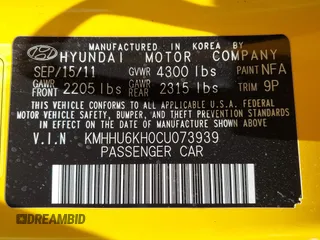 MANUFACTURED IN KOREA BY
HYUNDAI MOTOR COMPANY
SEP/15/11 GVWR 4300 lbs PAINT NFA
GAWR FRONT 2205 lbs GAWR REAR 2315 lbs TRIM 9P
THIS VEHICLE CONFORMS TO ALL APPLICABLE U.S.A. FEDERAL
MOTOR VEHICLE SAFETY, BUMPER, AND THEFT PREVENTION
STANDARDS IN EFFECT ON THE DATE OF MANUFACTURE SHOWN ABOVE.
V.I.N. KMHHU6KH0CU073939
PASSENGER CAR
DREAMBID